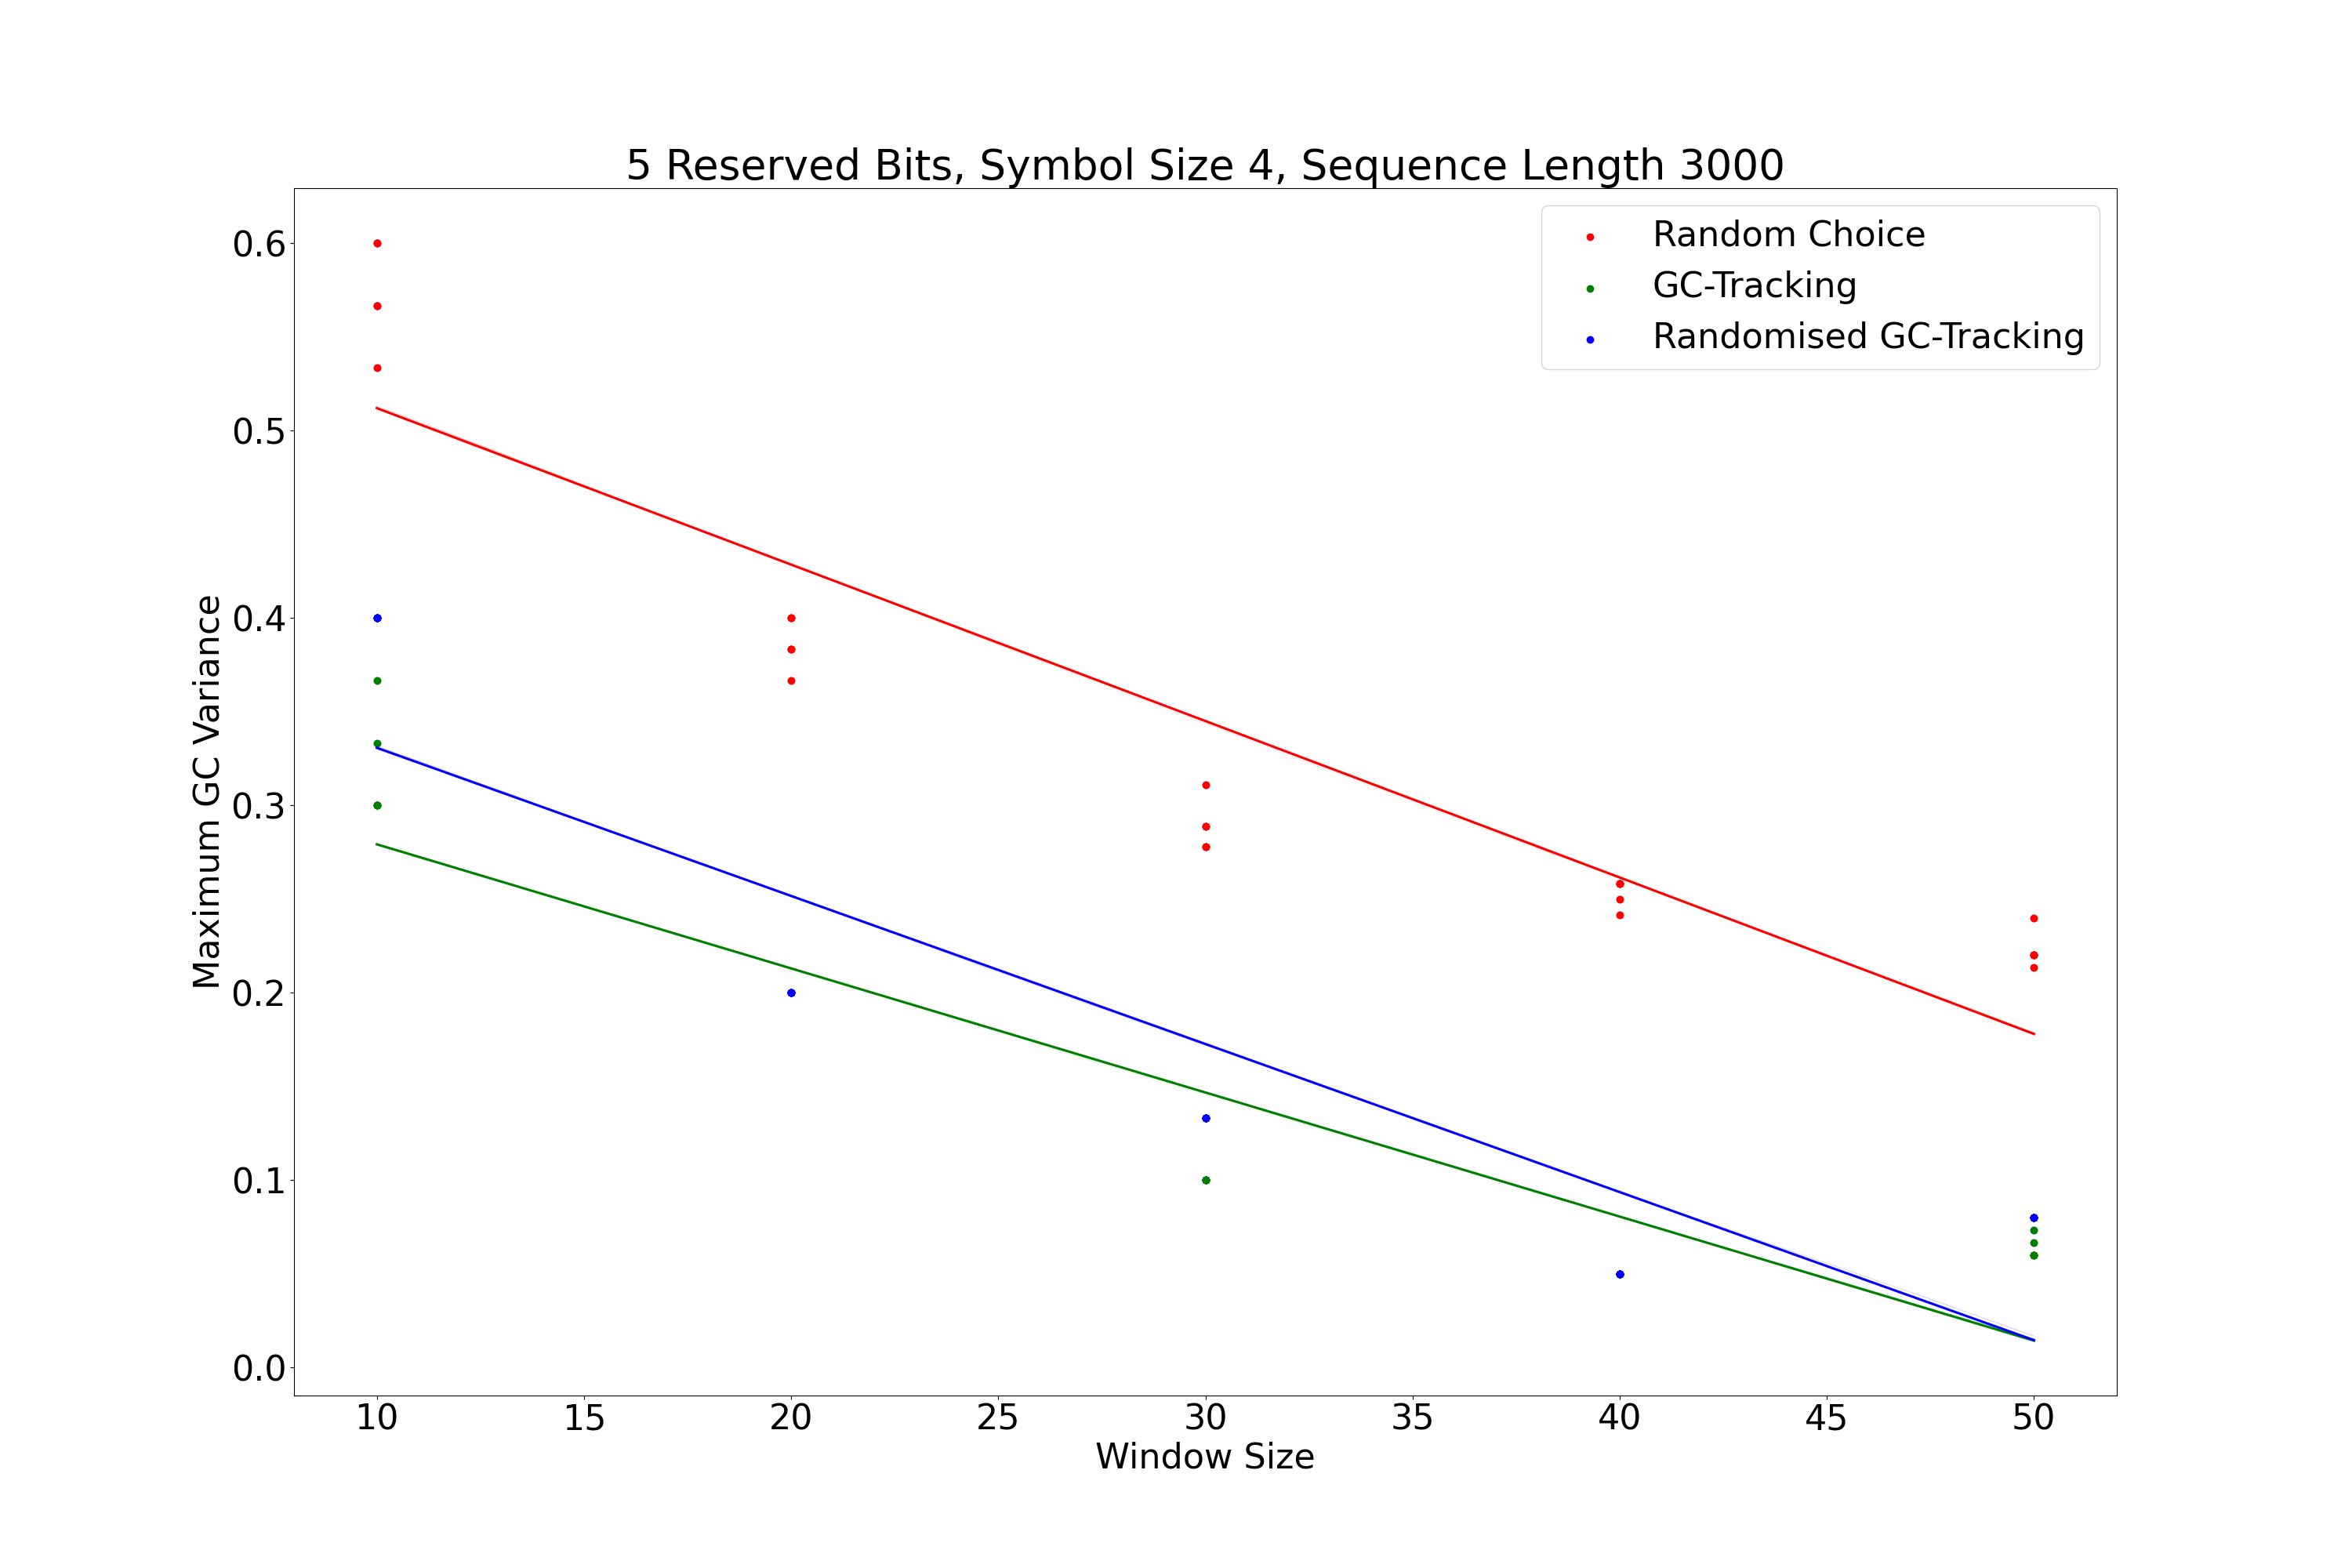 5 Reserved Bits, Symbol Size 4, Sequence Length 3000
Random Choice
GC-Tracking
Randomised GC-Tracking
Maximum GC Variance
0.6
0.5
0.4
0.3
0.2
0.1
0.0
10 15 20 25 30 35 40 45 50
Window Size